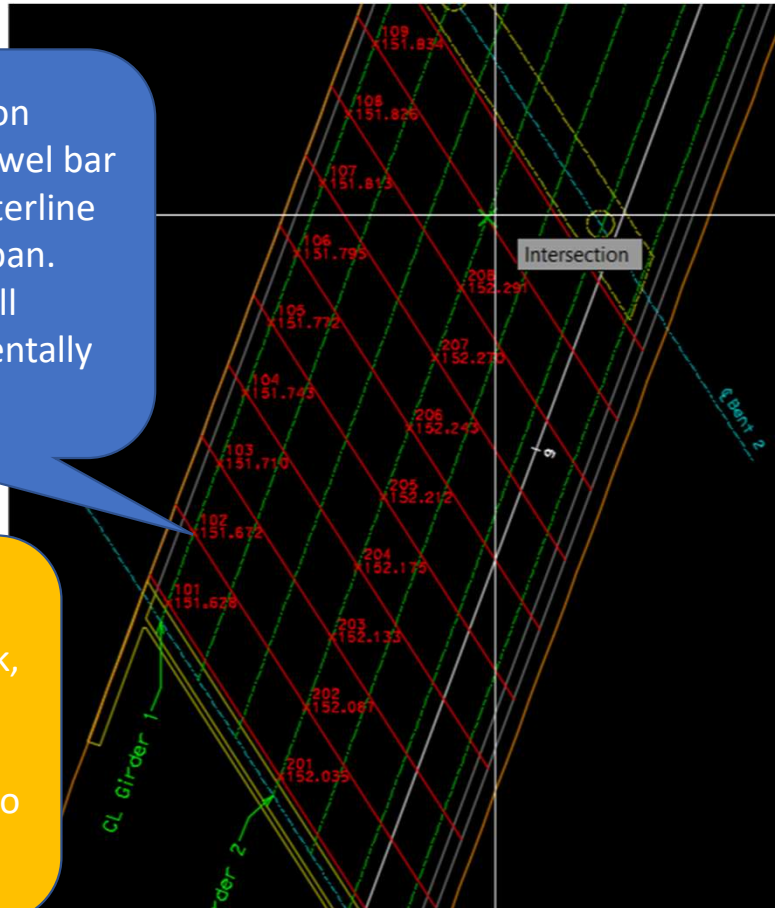 on
wel bar
terline
pan.
ll
entally
k,
o
109
151.834
108
151.826
107
151.813
106
151.795
105
151.772
104
151.743
103
151.710
102
151.672
101
151.628
Intersection
208
152.291
207
152.270
206
152.243
205
152.212
204
152.175
203
152.133
202
152.087
201
152.035
6
℄ Bent 2
CL Girder 1
rder 2